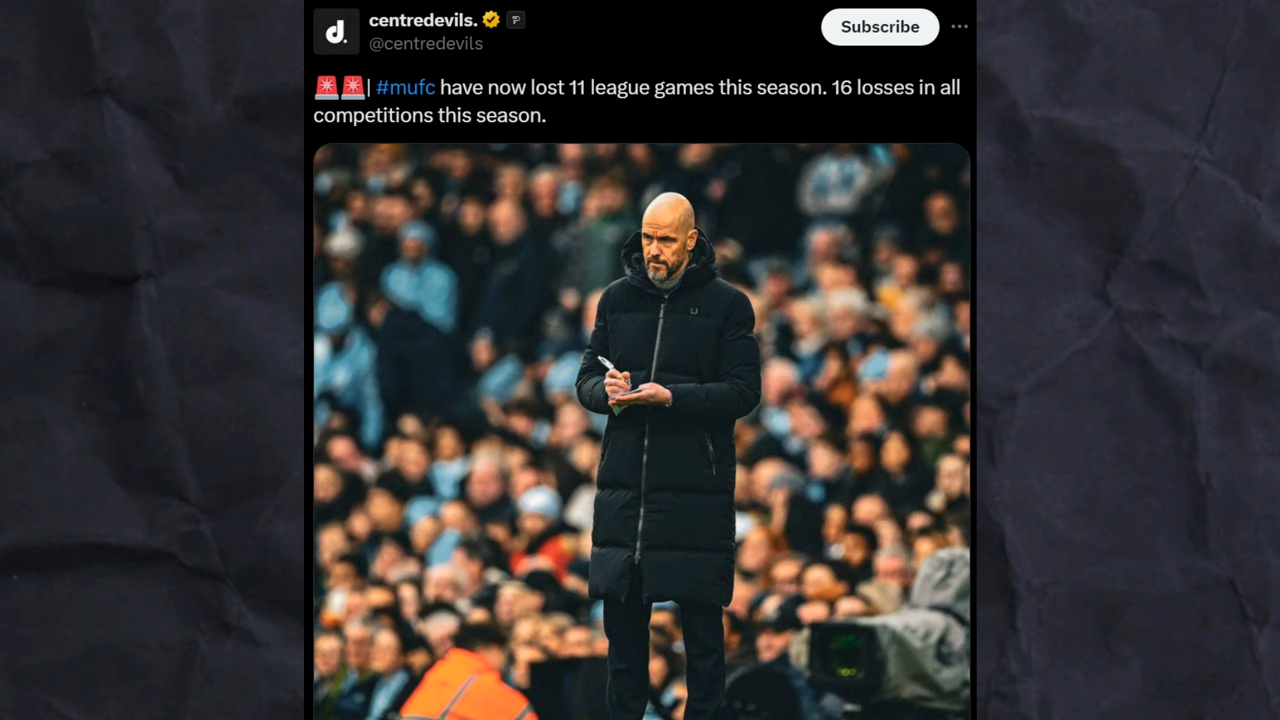 centredevils.
@centredevils
Subscribe
d.
🚨🚨| #mufc have now lost 11 league games this season. 16 losses in all
competitions this season.